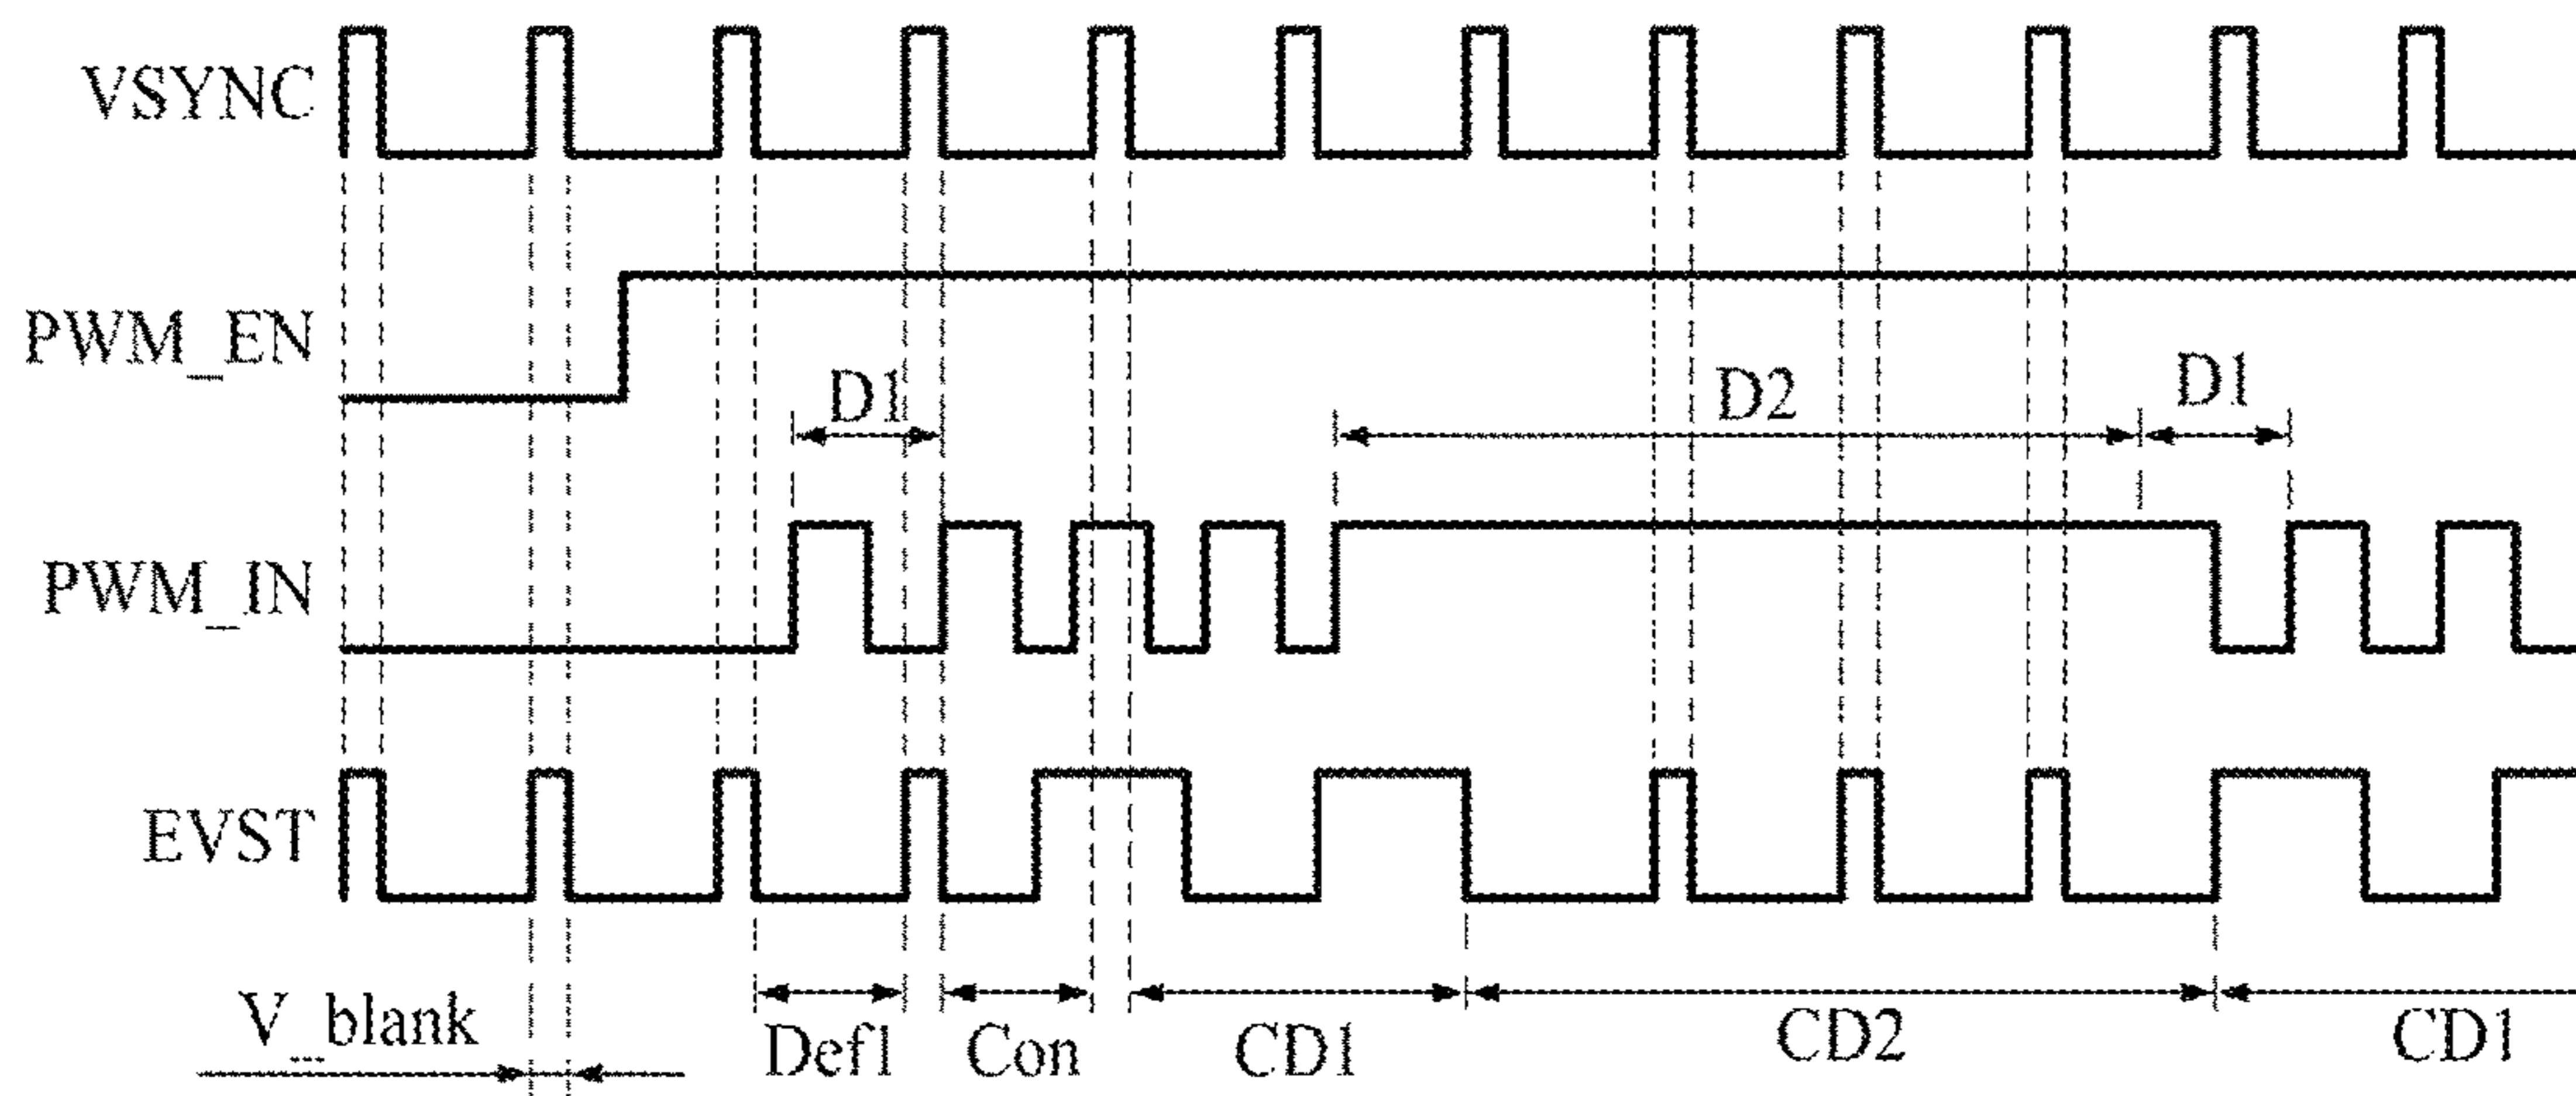 VSYNC
PWM_EN
D1
D2
D1
PWM_IN
EVST
V_blank
Def1
Con
CD1
CD2
CD1